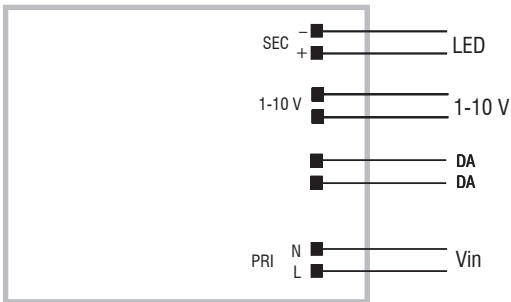 SEC − LED
+
1-10 V 1-10 V
DA
DA
PRI N Vin
L